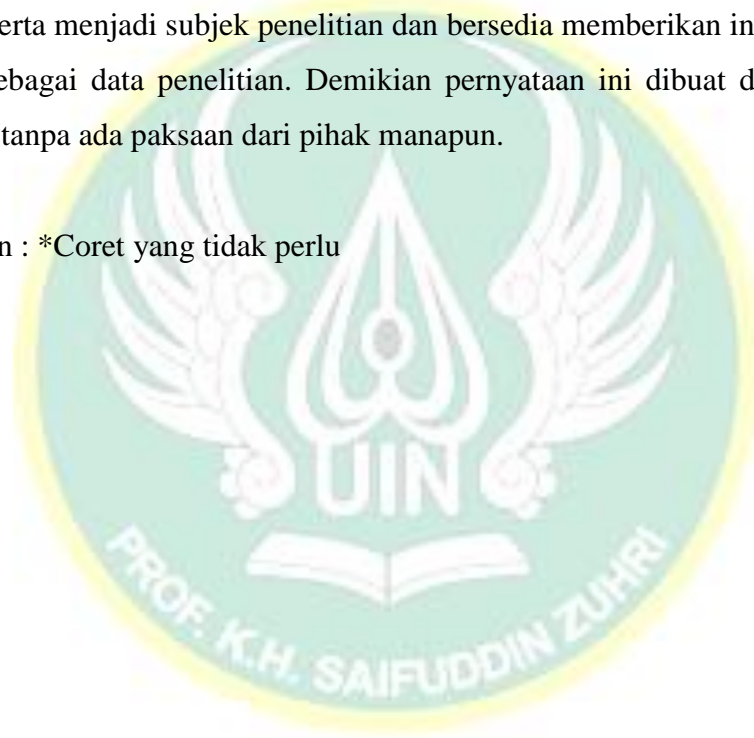 erta menjadi subjek penelitian dan bersedia memberikan in
ebagai data penelitian. Demikian pernyataan ini dibuat d
tanpa ada paksaan dari pihak manapun.
n : *Coret yang tidak perlu
UIN
PROF. K.H. SAIFUDDIN ZUHRI